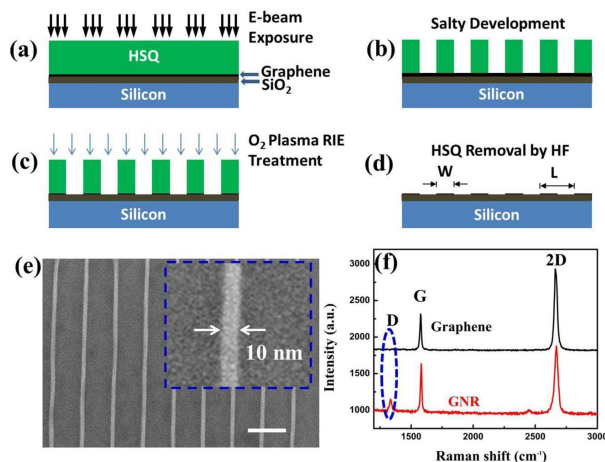 (a)
E-beam
Exposure
HSQ
Graphene
SiO2
Silicon
(b)
Salty Development
Silicon
(c)
O2 Plasma RIE
Treatment
Silicon
(d)
HSQ Removal by HF
W
L
Silicon
(e)
10 nm
(f)
2D
G
D
Graphene
GNR
3000
2500
2000
1500
1000
Intensity (a.u.)
1500
2000
2500
3000
Raman shift (cm-1)